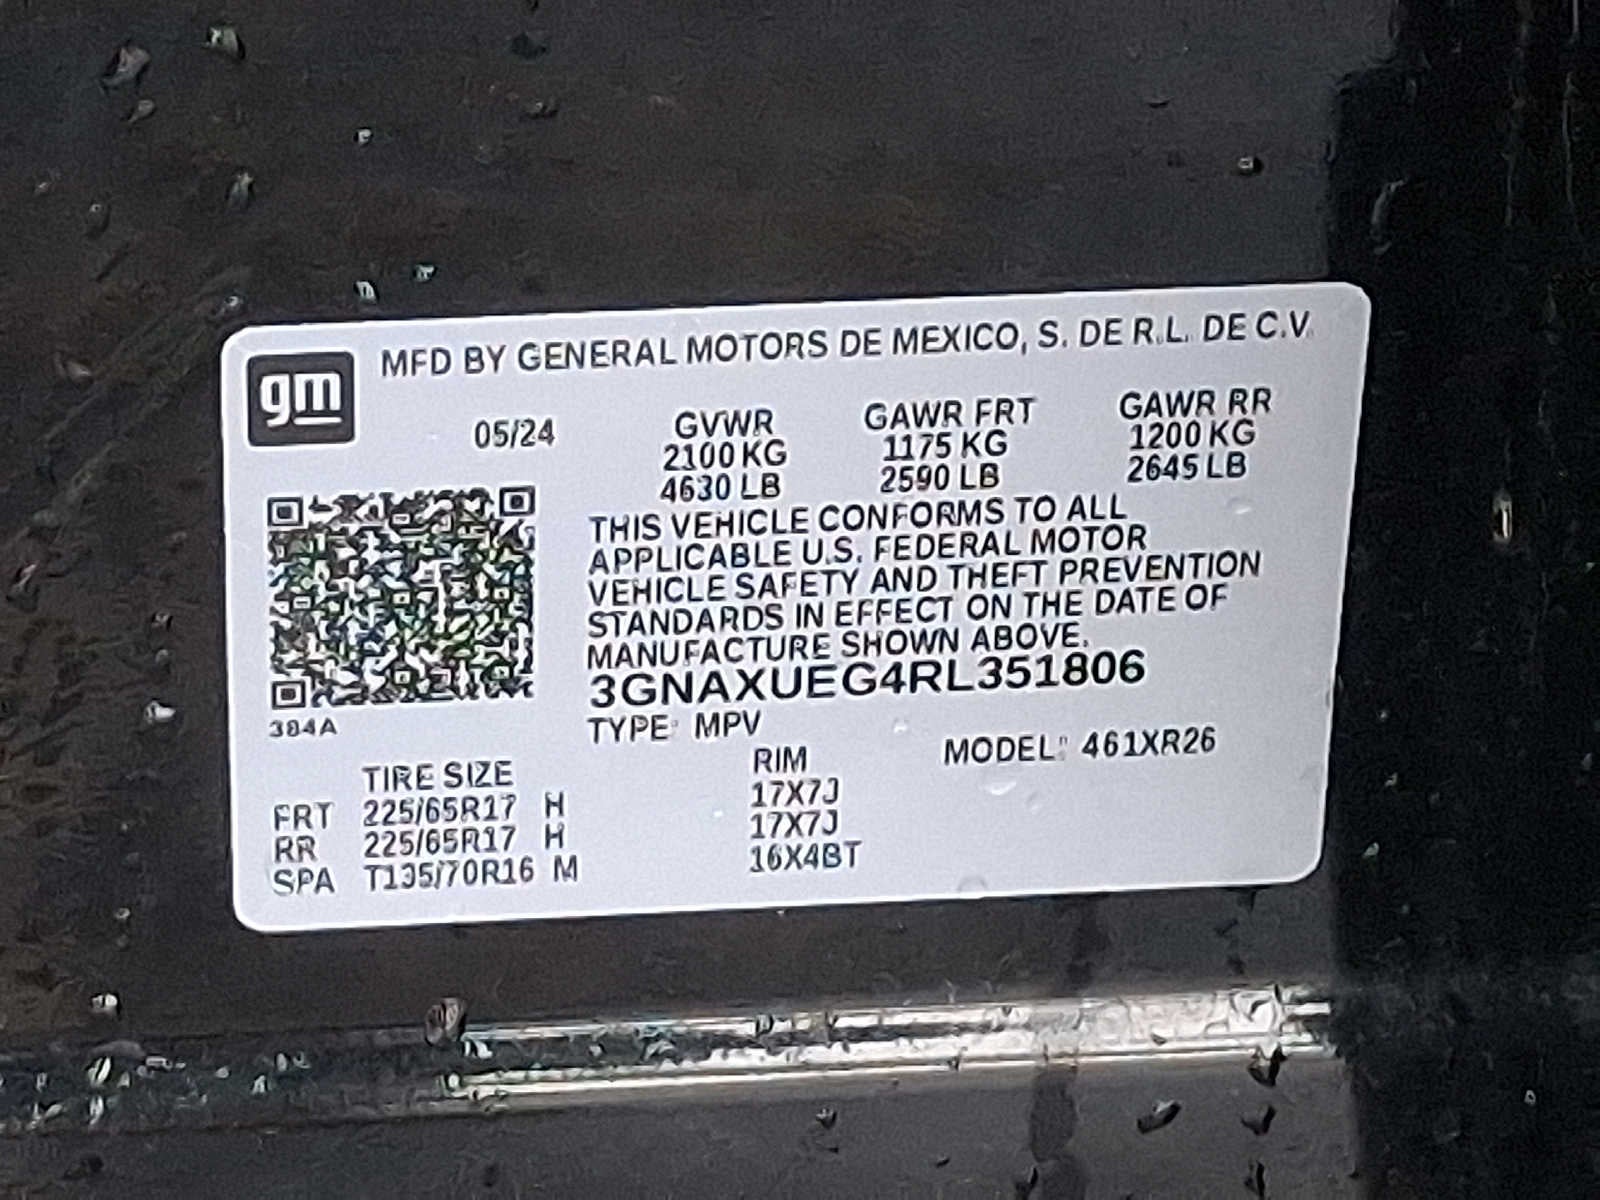 gm
MFD BY GENERAL MOTORS DE MEXICO, S. DE R.L. DE C.V.
05/24 GVWR GAWR FRT GAWR RR
2100 KG 1175 KG 1200 KG
4630 LB 2590 LB 2645 LB
THIS VEHICLE CONFORMS TO ALL
APPLICABLE U.S. FEDERAL MOTOR
VEHICLE SAFETY AND THEFT PREVENTION
STANDARDS IN EFFECT ON THE DATE OF
MANUFACTURE SHOWN ABOVE.
3GNAXUEG4RL351806
384A
TYPE: MPV
MODEL: 461XR26
TIRE SIZE RIM
FRT 225/65R17 H 17X7J
RR 225/65R17 H 17X7J
SPA T135/70R16 M 16X4BT